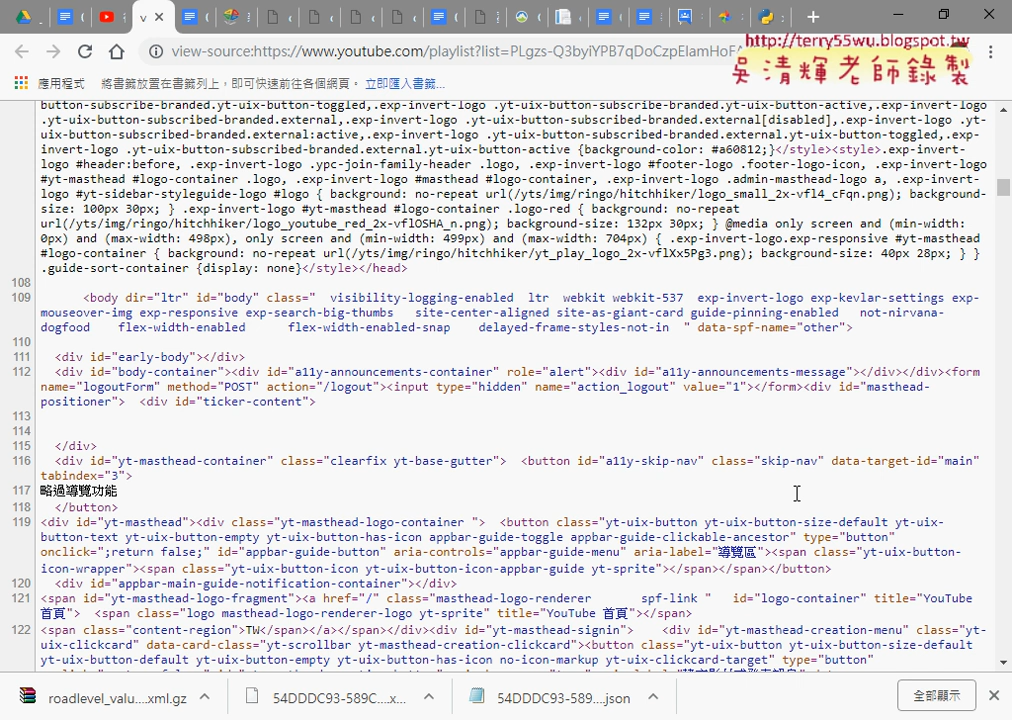 view-source:https://www.youtube.com/playlist?list=PLgzs-Q3byiYPB7qDoCzpElamHoF
http://terry55wu.blogspot.tw
吳清輝老師錄製
應用程式 將書籤放置在書籤列上，即可快速前往各個網頁。 立即匯入書籤...
button-subscribe-branded.yt-uix-button-toggled,.exp-invert-logo .yt-uix-button-subscribed-branded.yt-uix-button-active,.exp-invert-logo
.yt-uix-button-subscribed-branded.external,.exp-invert-logo .yt-uix-button-subscribed-branded.external[disabled],.exp-invert-logo .yt-uix-
button-subscribed-branded.external:active,.exp-invert-logo .yt-uix-button-subscribed-branded.external.yt-uix-button-toggled,.exp-
invert-logo .yt-uix-button-subscribed-branded.external.yt-uix-button-active {background-color: #a60812;}</style><style>.exp-invert-
logo #header:before, .exp-invert-logo .ypc-join-family-header .logo, .exp-invert-logo #footer-logo .footer-logo-icon, .exp-invert-logo
#yt-masthead #logo-container .logo, .exp-invert-logo #masthead #logo-container, .exp-invert-logo .admin-masthead-logo a, .exp-invert-
logo #yt-sidebar-styleguide-logo #logo { background: no-repeat url(/yts/img/ringo/hitchhiker/logo_small_2x-vfl4_cFqn.png); background-
size: 100px 30px; } .exp-invert-logo #yt-masthead #logo-container .logo-red { background: no-repeat
url(/yts/img/ringo/hitchhiker/logo_youtube_red_2x-vflOSHA_n.png); background-size: 132px 30px; } @media only screen and (min-width:
0px) and (max-width: 498px), only screen and (min-width: 499px) and (max-width: 704px) { .exp-invert-logo.exp-responsive #yt-masthead
#logo-container { background: no-repeat url(/yts/img/ringo/hitchhiker/yt_play_logo_2x-vflXx5Pg3.png); background-size: 40px 28px; } }
.guide-sort-container {display: none}</style></head>
108
109 <body dir="ltr" id="body" class=" visibility-logging-enabled ltr webkit webkit-537 exp-invert-logo exp-kevlar-settings exp-
mouseover-img exp-responsive exp-search-big-thumbs site-center-aligned site-as-giant-card guide-pinning-enabled not-nirvana-
dogfood flex-width-enabled flex-width-enabled-snap delayed-frame-styles-not-in " data-spf-name="other">
110
111 <div id="early-body"></div>
112 <div id="body-container"><div id="a11y-announcements-container" role="alert"><div id="a11y-announcements-message"></div></div><form
name="logoutForm" method="POST" action="/logout"><input type="hidden" name="action_logout" value="1"></form><div id="masthead-
positioner"> <div id="ticker-content">
113
114
115 </div>
116 <div id="yt-masthead-container" class="clearfix yt-base-gutter"> <button id="a11y-skip-nav" class="skip-nav" data-target-id="main"
tabindex="3">
117 略過導覽功能
118 </button>
119 <div id="yt-masthead"><div class="yt-masthead-logo-container "> <button class="yt-uix-button yt-uix-button-size-default yt-uix-
button-text yt-uix-button-empty yt-uix-button-has-icon appbar-guide-toggle appbar-guide-clickable-ancestor" type="button"
onclick=";return false;" id="appbar-guide-button" aria-controls="appbar-guide-menu" aria-label="導覽區"><span class="yt-uix-button-
icon-wrapper"><span class="yt-uix-button-icon yt-uix-button-icon-appbar-guide yt-sprite"></span></span></button>
120 <div id="appbar-main-guide-notification-container"></div>
121 <span id="yt-masthead-logo-fragment"><a href="/" class="masthead-logo-renderer spf-link " id="logo-container" title="YouTube
首頁"> <span class="logo masthead-logo-renderer-logo yt-sprite" title="YouTube 首頁"></span>
122 <span class="content-region">TW</span></a></span></div><div id="yt-masthead-signin"> <div id="yt-masthead-creation-menu" class="yt-
uix-clickcard" data-card-class="yt-scrollbar yt-masthead-creation-clickcard"><button class="yt-uix-button yt-uix-button-size-default
yt-uix-button-default yt-uix-button-empty yt-uix-button-has-icon no-icon-markup yt-uix-clickcard-target" type="button"
roadlevel_valu....xml.gz
54DDDC93-589C...x...
54DDDC93-589....json
全部顯示